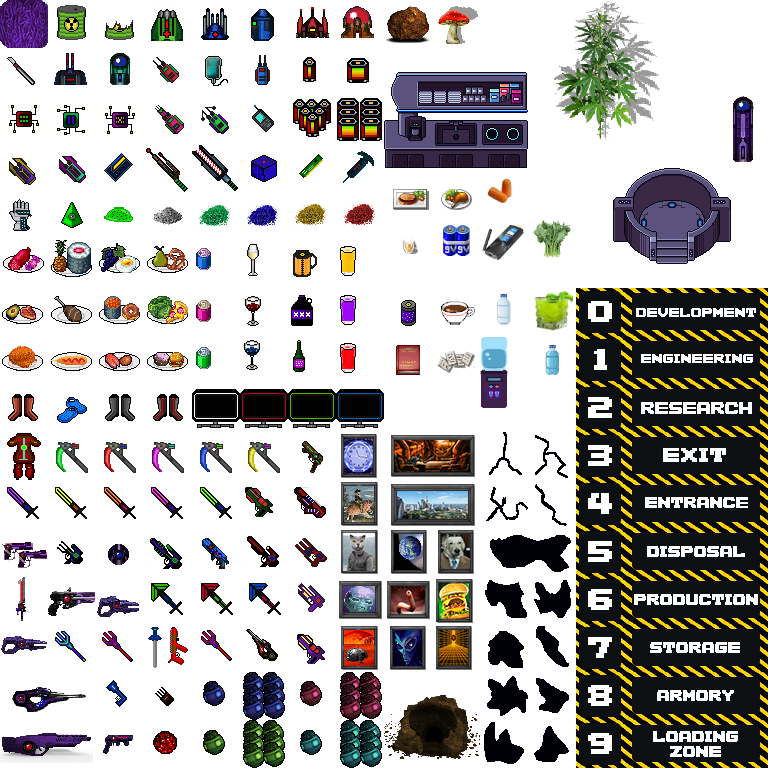 0 DEVELOPMENT
1 ENGINEERING
2 RESEARCH
3 EXIT
4 ENTRANCE
5 DISPOSAL
6 PRODUCTION
7 STORAGE
8 ARMORY
9 LOADING
ZONE